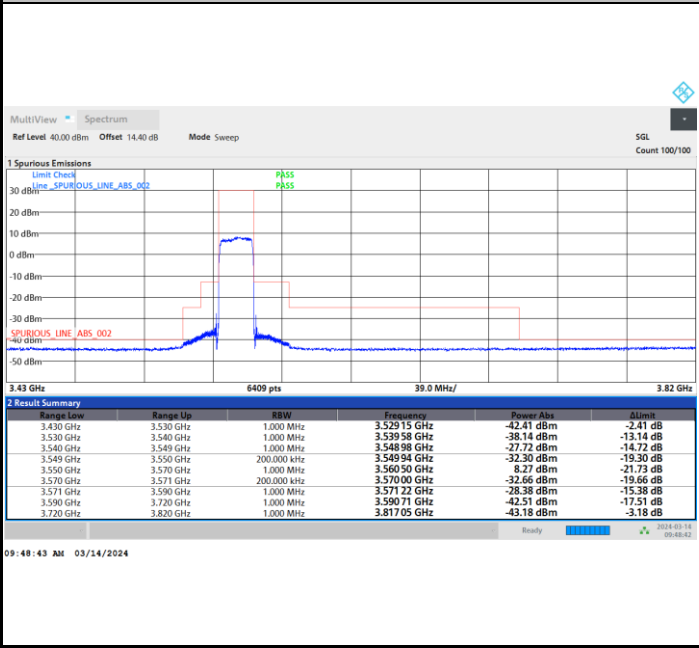 MultiView Spectrum
Ref Level 40.00 dBm Offset 14.40 dB Mode Sweep SGL
Count 100/100
1 Spurious Emissions
Limit Check PASS
Line _SPURIOUS_LINE_ABS_002 PASS
30 dBm
20 dBm
10 dBm
0 dBm
-10 dBm
-20 dBm
-30 dBm
SPURIOUS_LINE_ABS_002
-40 dBm
-50 dBm
3.43 GHz 6409 pts 39.0 MHz/ 3.82 GHz
2 Result Summary
Range Low Range Up RBW Frequency Power Abs ΔLimit
3.430 GHz 3.530 GHz 1.000 MHz 3.529 15 GHz -42.41 dBm -2.41 dB
3.530 GHz 3.540 GHz 1.000 MHz 3.539 58 GHz -38.14 dBm -13.14 dB
3.540 GHz 3.549 GHz 1.000 MHz 3.548 98 GHz -27.72 dBm -14.72 dB
3.549 GHz 3.550 GHz 200.000 kHz 3.549 94 GHz -32.30 dBm -19.30 dB
3.550 GHz 3.570 GHz 1.000 MHz 3.560 50 GHz 8.27 dBm -21.73 dB
3.570 GHz 3.571 GHz 200.000 kHz 3.570 00 GHz -32.66 dBm -19.66 dB
3.571 GHz 3.590 GHz 1.000 MHz 3.571 22 GHz -28.38 dBm -15.38 dB
3.590 GHz 3.720 GHz 1.000 MHz 3.590 71 GHz -42.51 dBm -17.51 dB
3.720 GHz 3.820 GHz 1.000 MHz 3.817 05 GHz -43.18 dBm -3.18 dB
Ready 2024-03-14
09:48:42
09:48:43 AM 03/14/2024